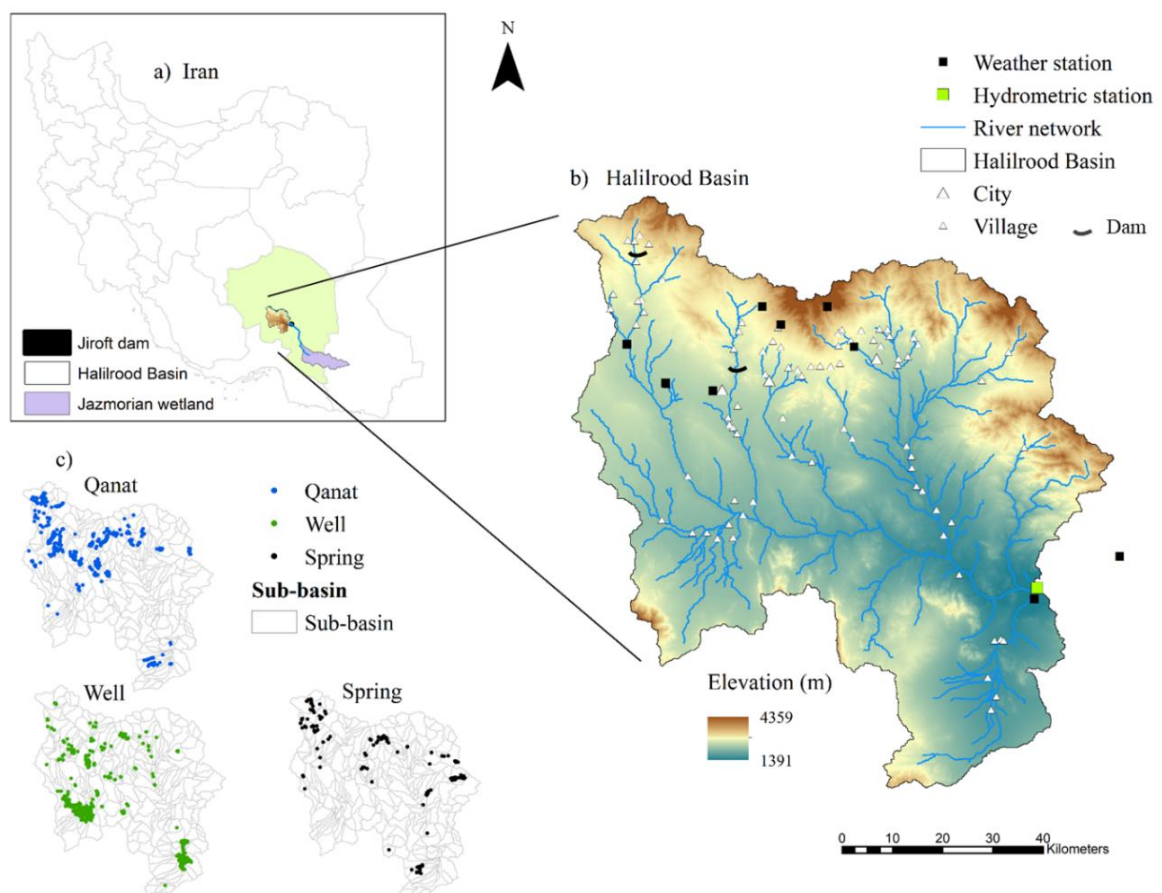 N
a) Iran
Jiroft dam
Halilrood Basin
Jazmorian wetland
Weather station
Hydrometric station
River network
Halilrood Basin
City
Village
Dam
b) Halilrood Basin
Elevation (m)
4359
1391
0 5 10 20 30 40
Kilometers
c)
Qanat
Qanat
Well
Spring
Sub-basin
Sub-basin
Well
Spring